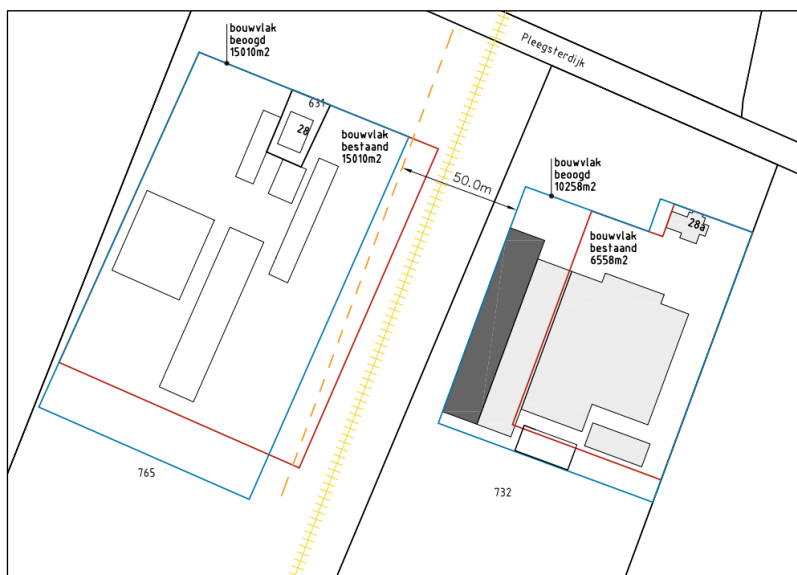 bouwvlak
beoogd
15010m2
Pleegsterdijk
631
28
bouwvlak
bestaand
15010m2
50.0m
bouwvlak
beoogd
10258m2
28a
bouwvlak
bestaand
6558m2
765
732